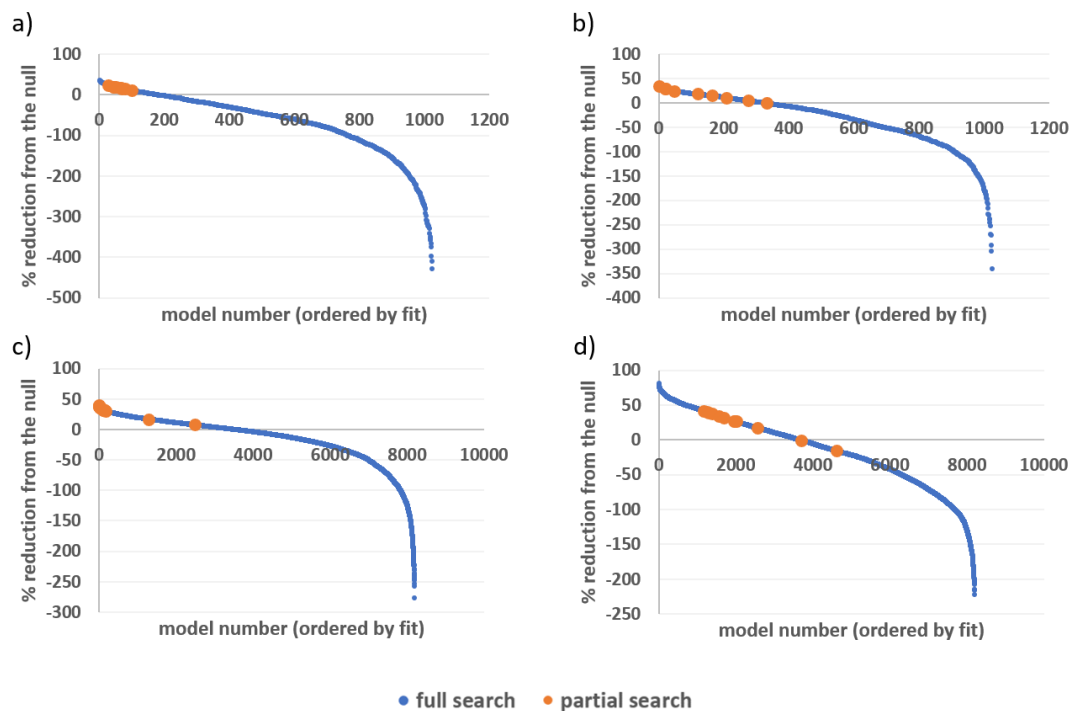 a)
% reduction from the null
100
0
-100
-200
-300
-400
-500
0 200 400 600 800 1000 1200
model number (ordered by fit)
b)
% reduction from the null
100
50
0
-50
-100
-150
-200
-250
-300
-350
-400
0 200 400 600 800 1000 1200
model number (ordered by fit)
c)
% reduction from the null
100
50
0
-50
-100
-150
-200
-250
-300
0 2000 4000 6000 8000 10000
model number (ordered by fit)
d)
% reduction from the null
100
50
0
-50
-100
-150
-200
-250
0 2000 4000 6000 8000 10000
model number (ordered by fit)
full search partial search